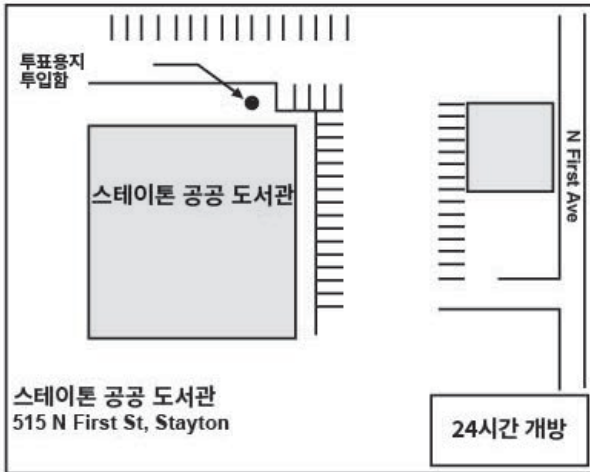 투표용지
투입함
스테이톤 공공 도서관
N First Ave
스테이톤 공공 도서관
515 N First St, Stayton
24시간 개방